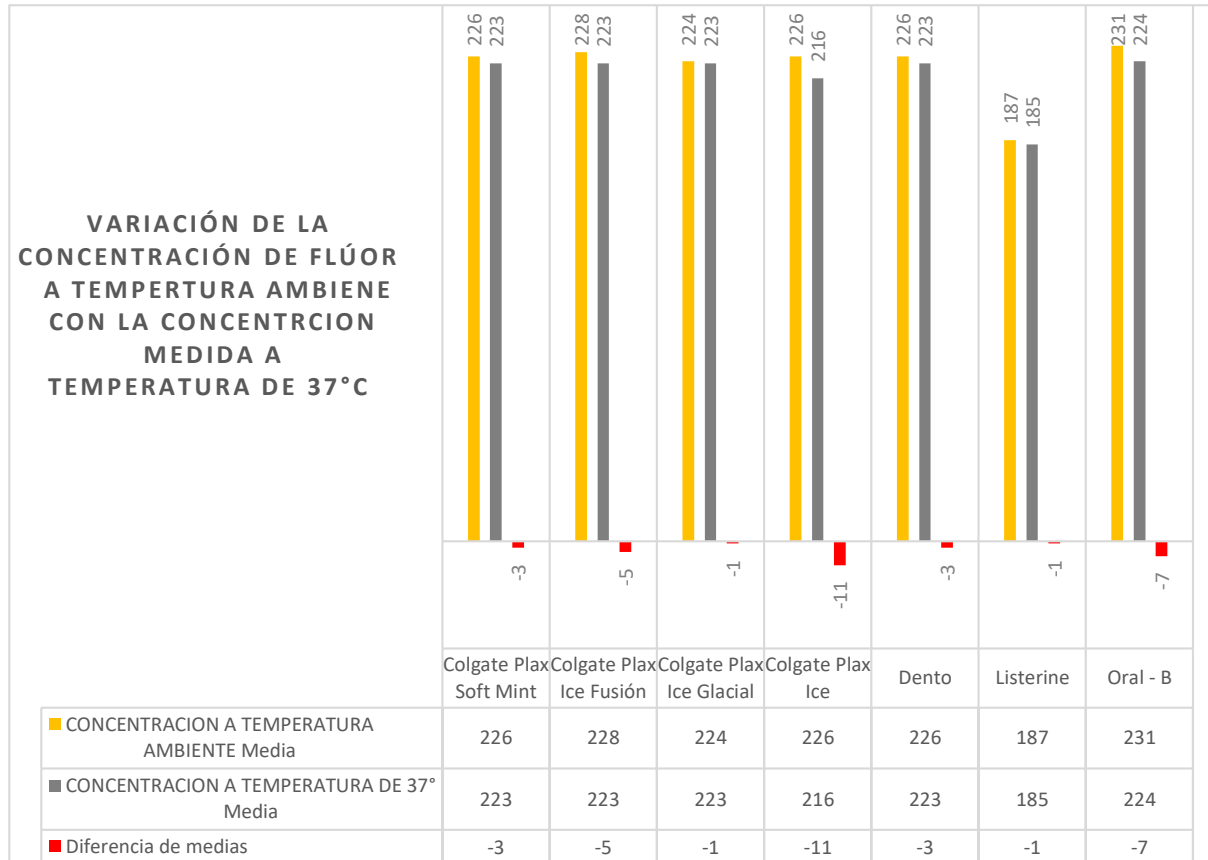 VARIACIÓN DE LA
CONCENTRACIÓN DE FLÚOR
A TEMPERTURA AMBIENE
CON LA CONCENTRCION
MEDIDA A
TEMPERATURA DE 37°C
226 223 228 223 224 223 226 216 226 223 187 185 231 224
-3 -5 -1 -11 -3 -1 -7
Colgate Plax Colgate Plax Colgate Plax Colgate Plax Dento Listerine Oral - B
Soft Mint Ice Fusión Ice Glacial Ice
CONCENTRACION A TEMPERATURA
AMBIENTE Media 226 228 224 226 226 187 231
CONCENTRACION A TEMPERATURA DE 37°
Media 223 223 223 216 223 185 224
Diferencia de medias -3 -5 -1 -11 -3 -1 -7